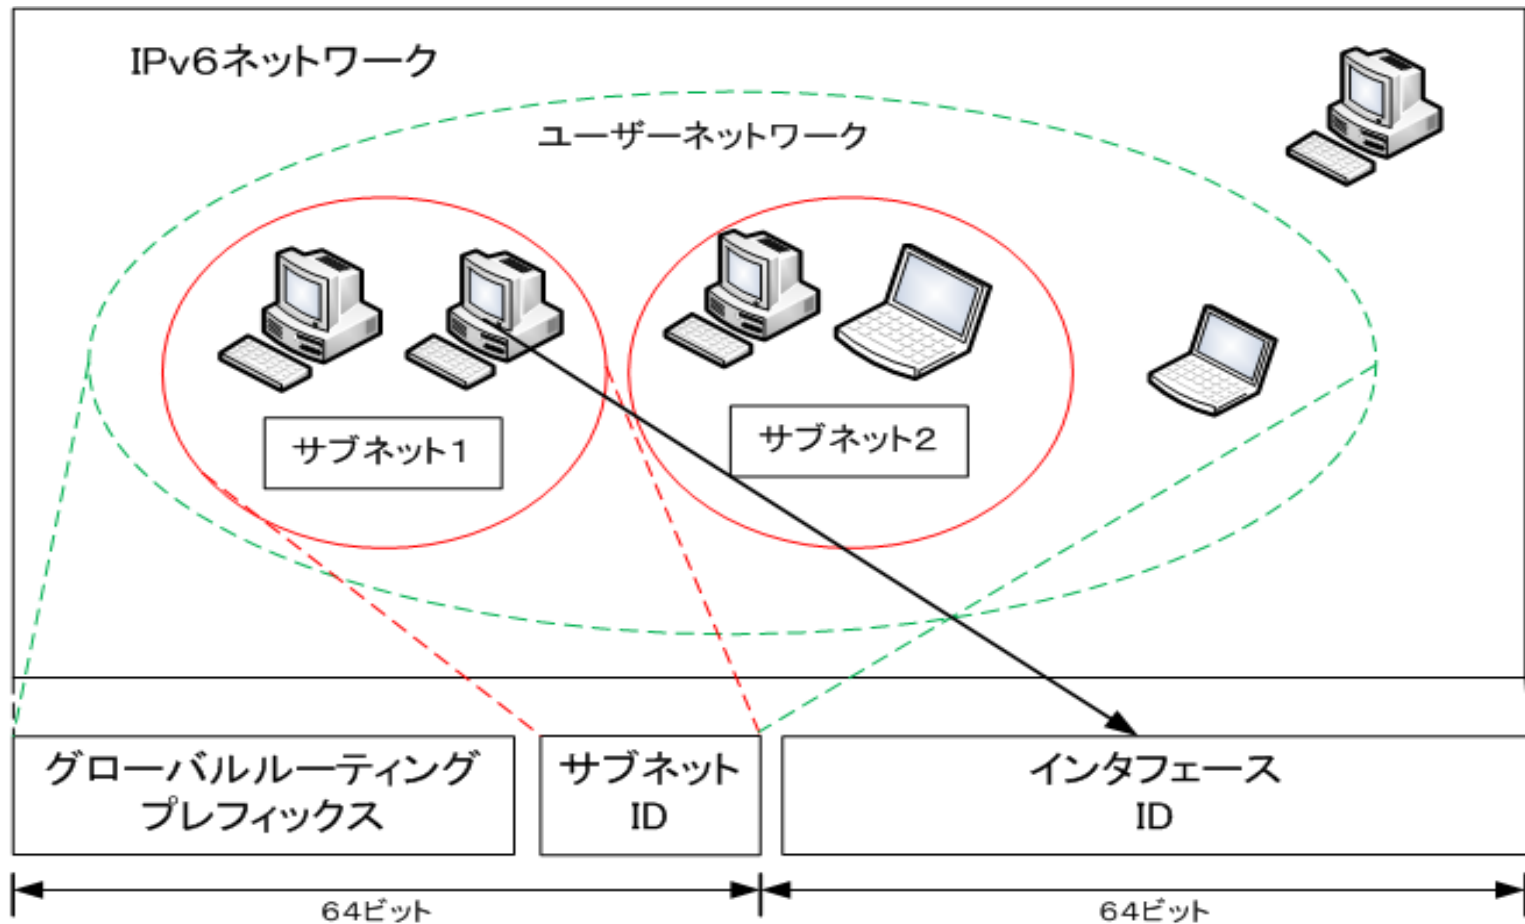 IPv6ネットワーク
ユーザーネットワーク
サブネット１
サブネット２
グローバルルーティング
プレフィックス
サブネット
ID
インタフェース
ID
64ビット
64ビット